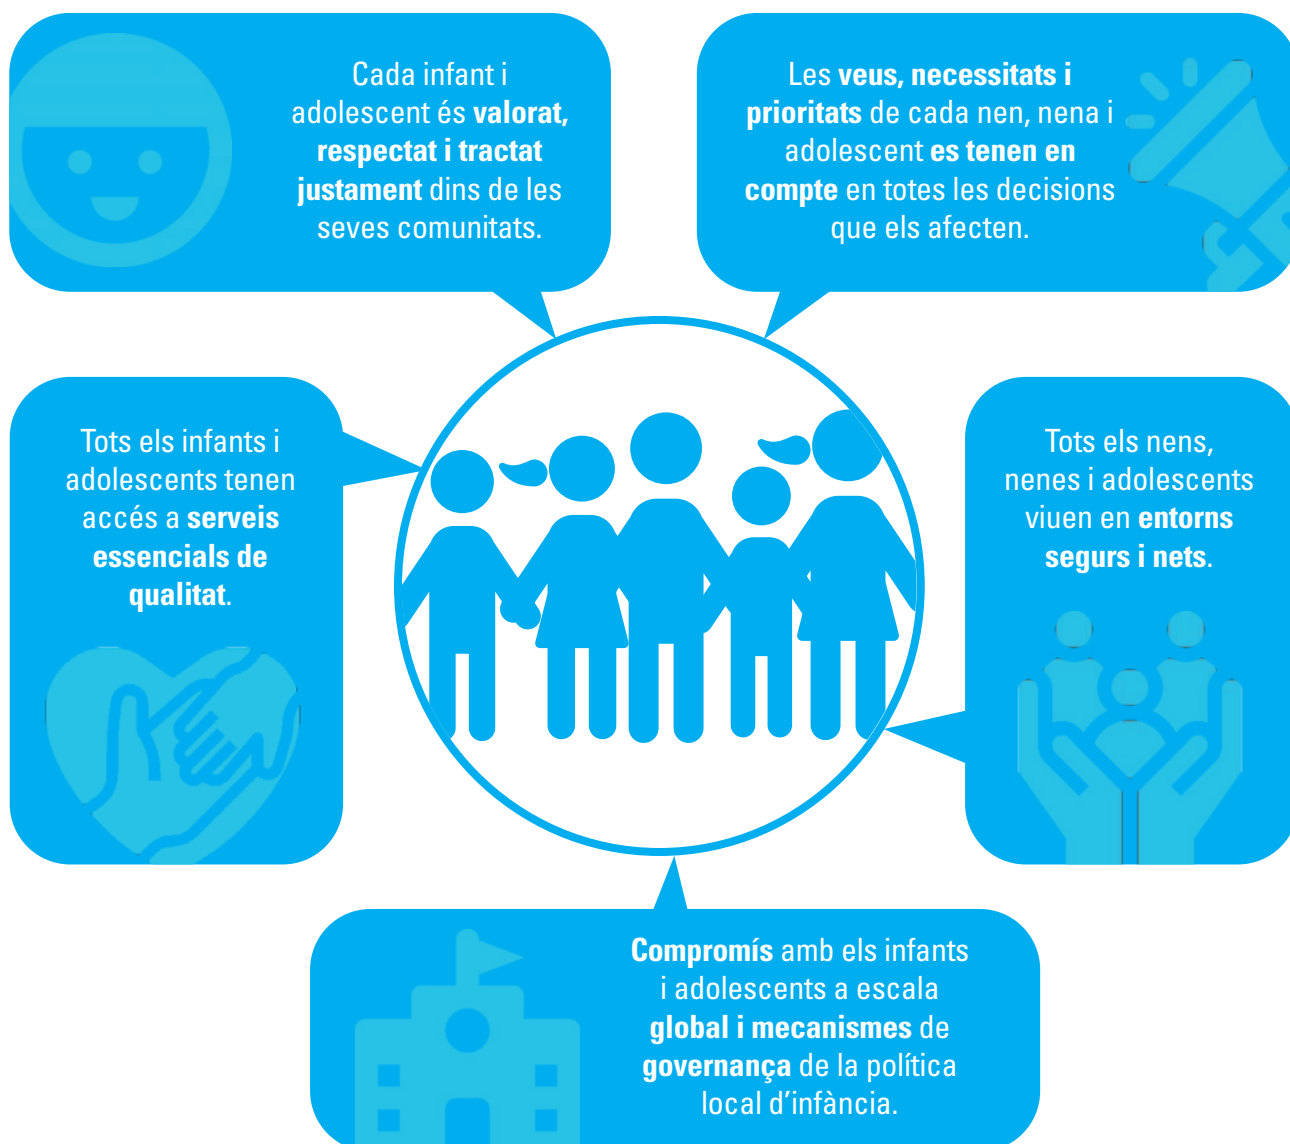 Cada infant i
adolescent és valorat,
respectat i tractat
justament dins de les
seves comunitats.
Les veus, necessitats i
prioritats de cada nen, nena i
adolescent es tenen en
compte en totes les decisions
que els afecten.
Tots els infants i
adolescents tenen
accés a serveis
essencials de
qualitat.
Tots els nens,
nenes i adolescents
viuen en entorns
segurs i nets.
Compromís amb els infants
i adolescents a escala
global i mecanismes de
governança de la política
local d'infància.